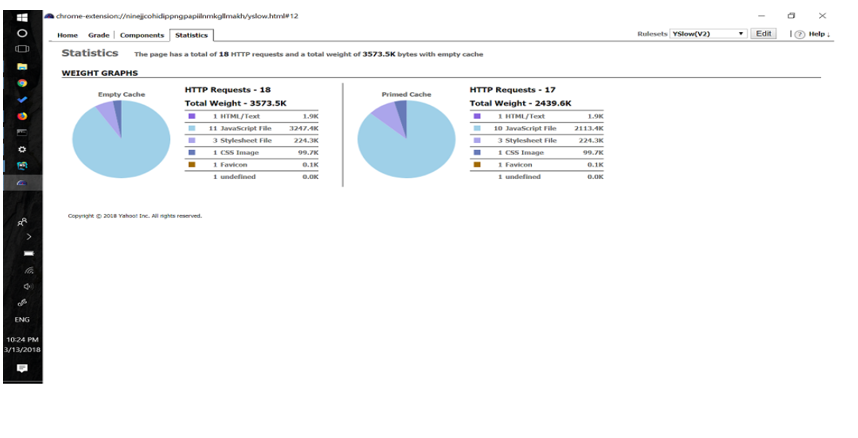 chrome-extension://ninejjcohidippngpapiilnmkgllmakh/yslow.html#12
Home Grade Components Statistics Rulesets YSlow(V2) Edit Help ↓
Statistics The page has a total of 18 HTTP requests and a total weight of 3573.5K bytes with empty cache
WEIGHT GRAPHS
Empty Cache
HTTP Requests - 18
Total Weight - 3573.5K
1 HTML/Text 1.9K
11 JavaScript File 3247.4K
3 Stylesheet File 224.3K
1 CSS Image 99.7K
1 Favicon 0.1K
1 undefined 0.0K
Primed Cache
HTTP Requests - 17
Total Weight - 2439.6K
1 HTML/Text 1.9K
10 JavaScript File 2113.4K
3 Stylesheet File 224.3K
1 CSS Image 99.7K
1 Favicon 0.1K
1 undefined 0.0K
Copyright © 2018 Yahoo! Inc. All rights reserved.
ENG
10:24 PM
3/13/2018